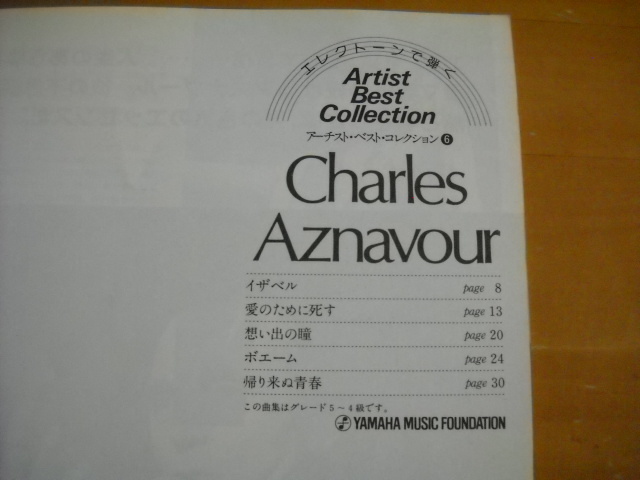 エレクトーンで弾く
Artist
Best
Collection
アーチスト・ベスト・コレクション❻
Charles
Aznavour
イザベル page 8
愛のために死す page 13
想い出の瞳 page 20
ボエーム page 24
帰り来ぬ青春 page 30
この曲集はグレード5～4級です。
YAMAHA MUSIC FOUNDATION